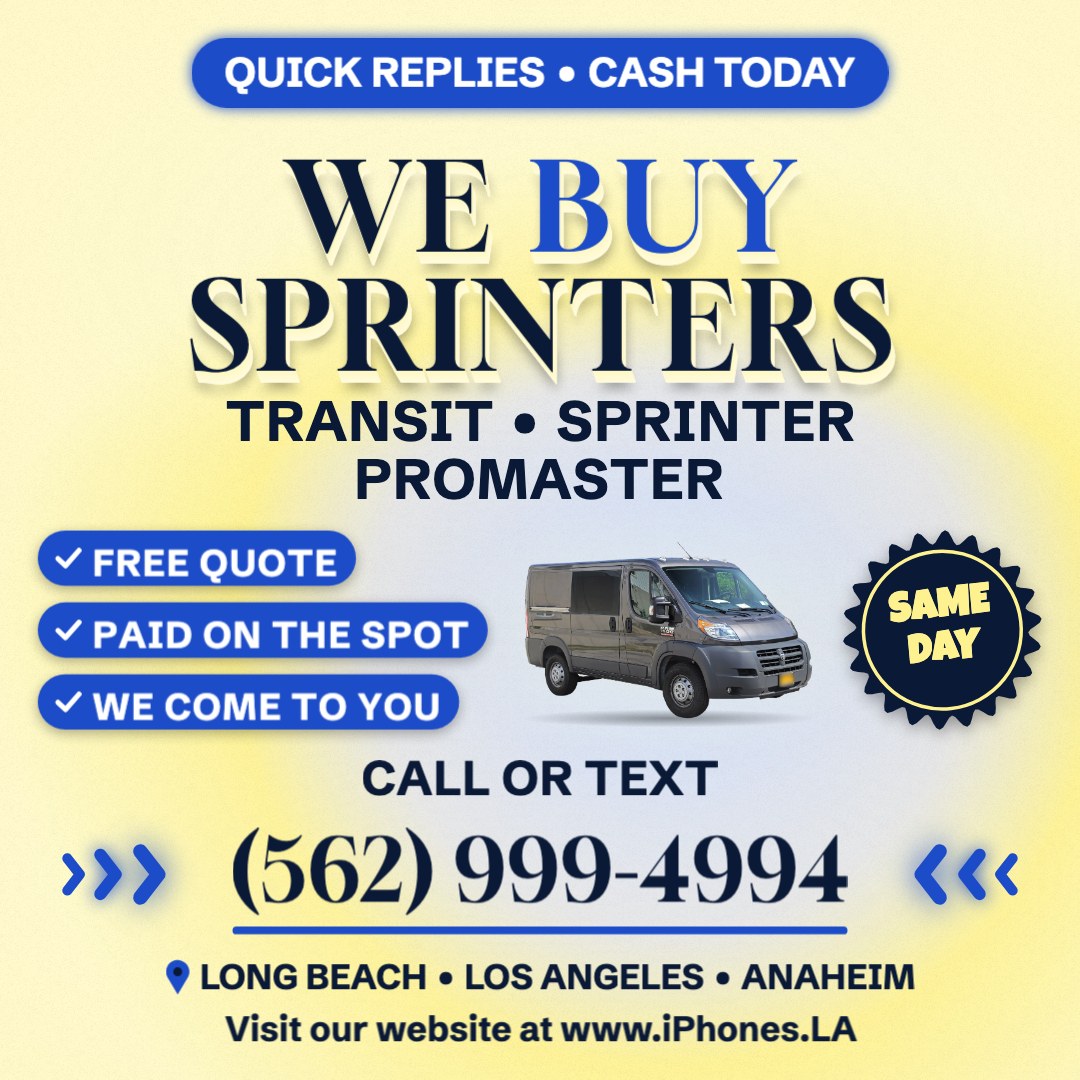 QUICK REPLIES • CASH TODAY
WE BUY
SPRINTERS
TRANSIT • SPRINTER
PROMASTER
FREE QUOTE
PAID ON THE SPOT
WE COME TO YOU
SAME
DAY
CALL OR TEXT
(562) 999-4994
LONG BEACH • LOS ANGELES • ANAHEIM
Visit our website at www.iPhones.LA